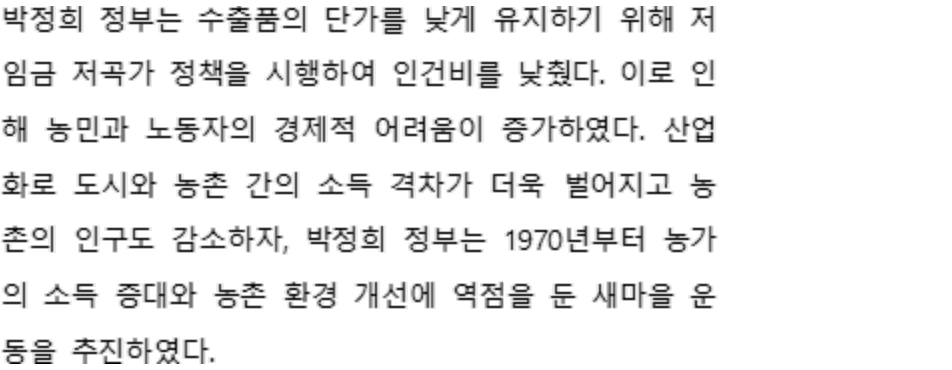 박정희 정부는 수출품의 단가를 낮게 유지하기 위해 저
임금 저곡가 정책을 시행하여 인건비를 낮췄다. 이로 인
해 농민과 노동자의 경제적 어려움이 증가하였다. 산업
화로 도시와 농촌 간의 소득 격차가 더욱 벌어지고 농
촌의 인구도 감소하자, 박정희 정부는 1970년부터 농가
의 소득 증대와 농촌 환경 개선에 역점을 둔 새마을 운
동을 추진하였다.